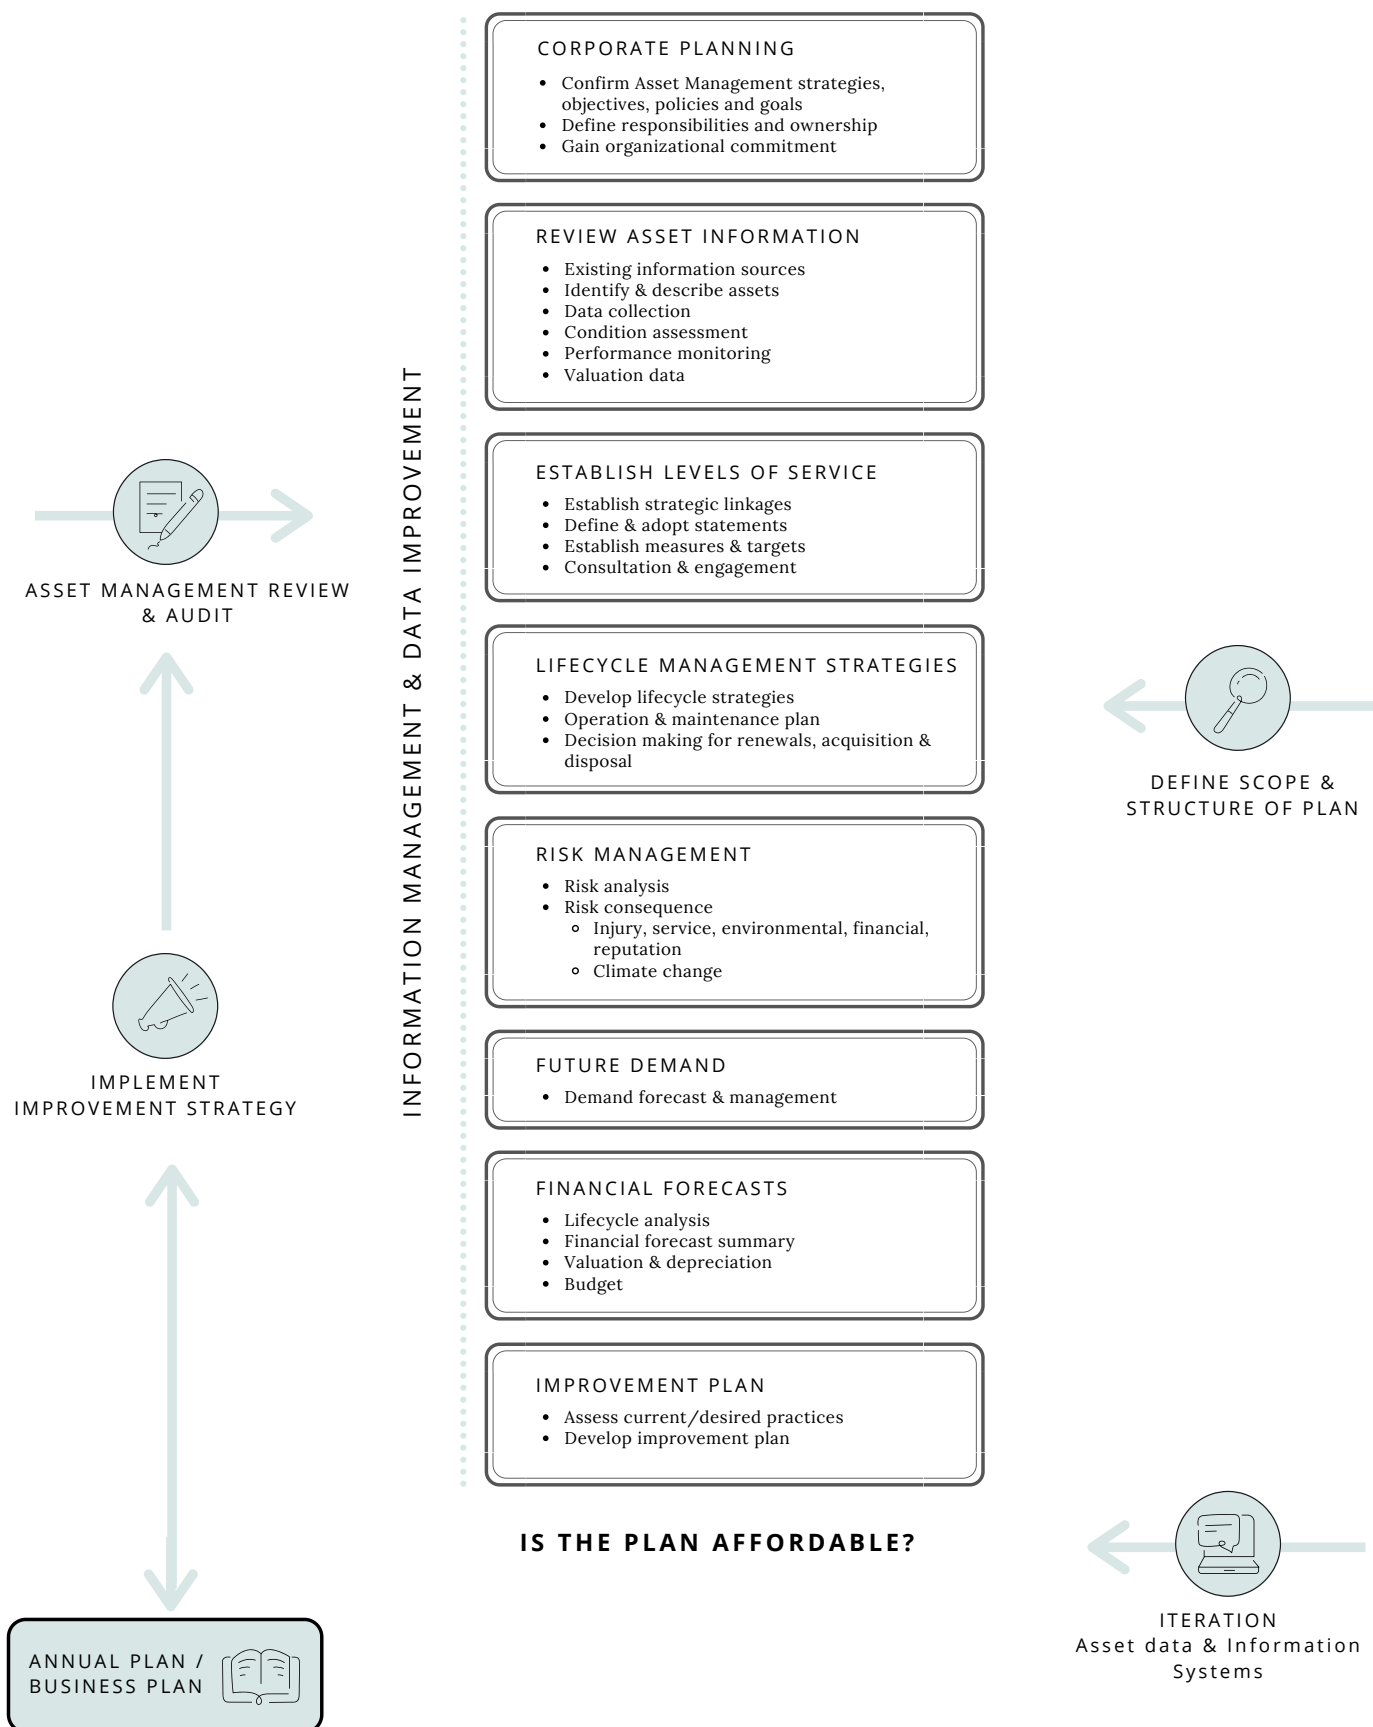 CORPORATE PLANNING
Confirm Asset Management strategies,
objectives, policies and goals
Define responsibilities and ownership
Gain organizational commitment
REVIEW ASSET INFORMATION
Existing information sources
Identify & describe assets
Data collection
Condition assessment
Performance monitoring
Valuation data
ESTABLISH LEVELS OF SERVICE
Establish strategic linkages
Define & adopt statements
Establish measures & targets
Consultation & engagement
LIFECYCLE MANAGEMENT STRATEGIES
Develop lifecycle strategies
Operation & maintenance plan
Decision making for renewals, acquisition &
disposal
RISK MANAGEMENT
Risk analysis
Risk consequence
Injury, service, environmental, financial,
reputation
Climate change
FUTURE DEMAND
Demand forecast & management
FINANCIAL FORECASTS
Lifecycle analysis
Financial forecast summary
Valuation & depreciation
Budget
IMPROVEMENT PLAN
Assess current/desired practices
Develop improvement plan
IS THE PLAN AFFORDABLE?
INFORMATION MANAGEMENT & DATA IMPROVEMENT
ASSET MANAGEMENT REVIEW
& AUDIT
IMPLEMENT
IMPROVEMENT STRATEGY
ANNUAL PLAN /
BUSINESS PLAN
DEFINE SCOPE &
STRUCTURE OF PLAN
ITERATION
Asset data & Information
Systems